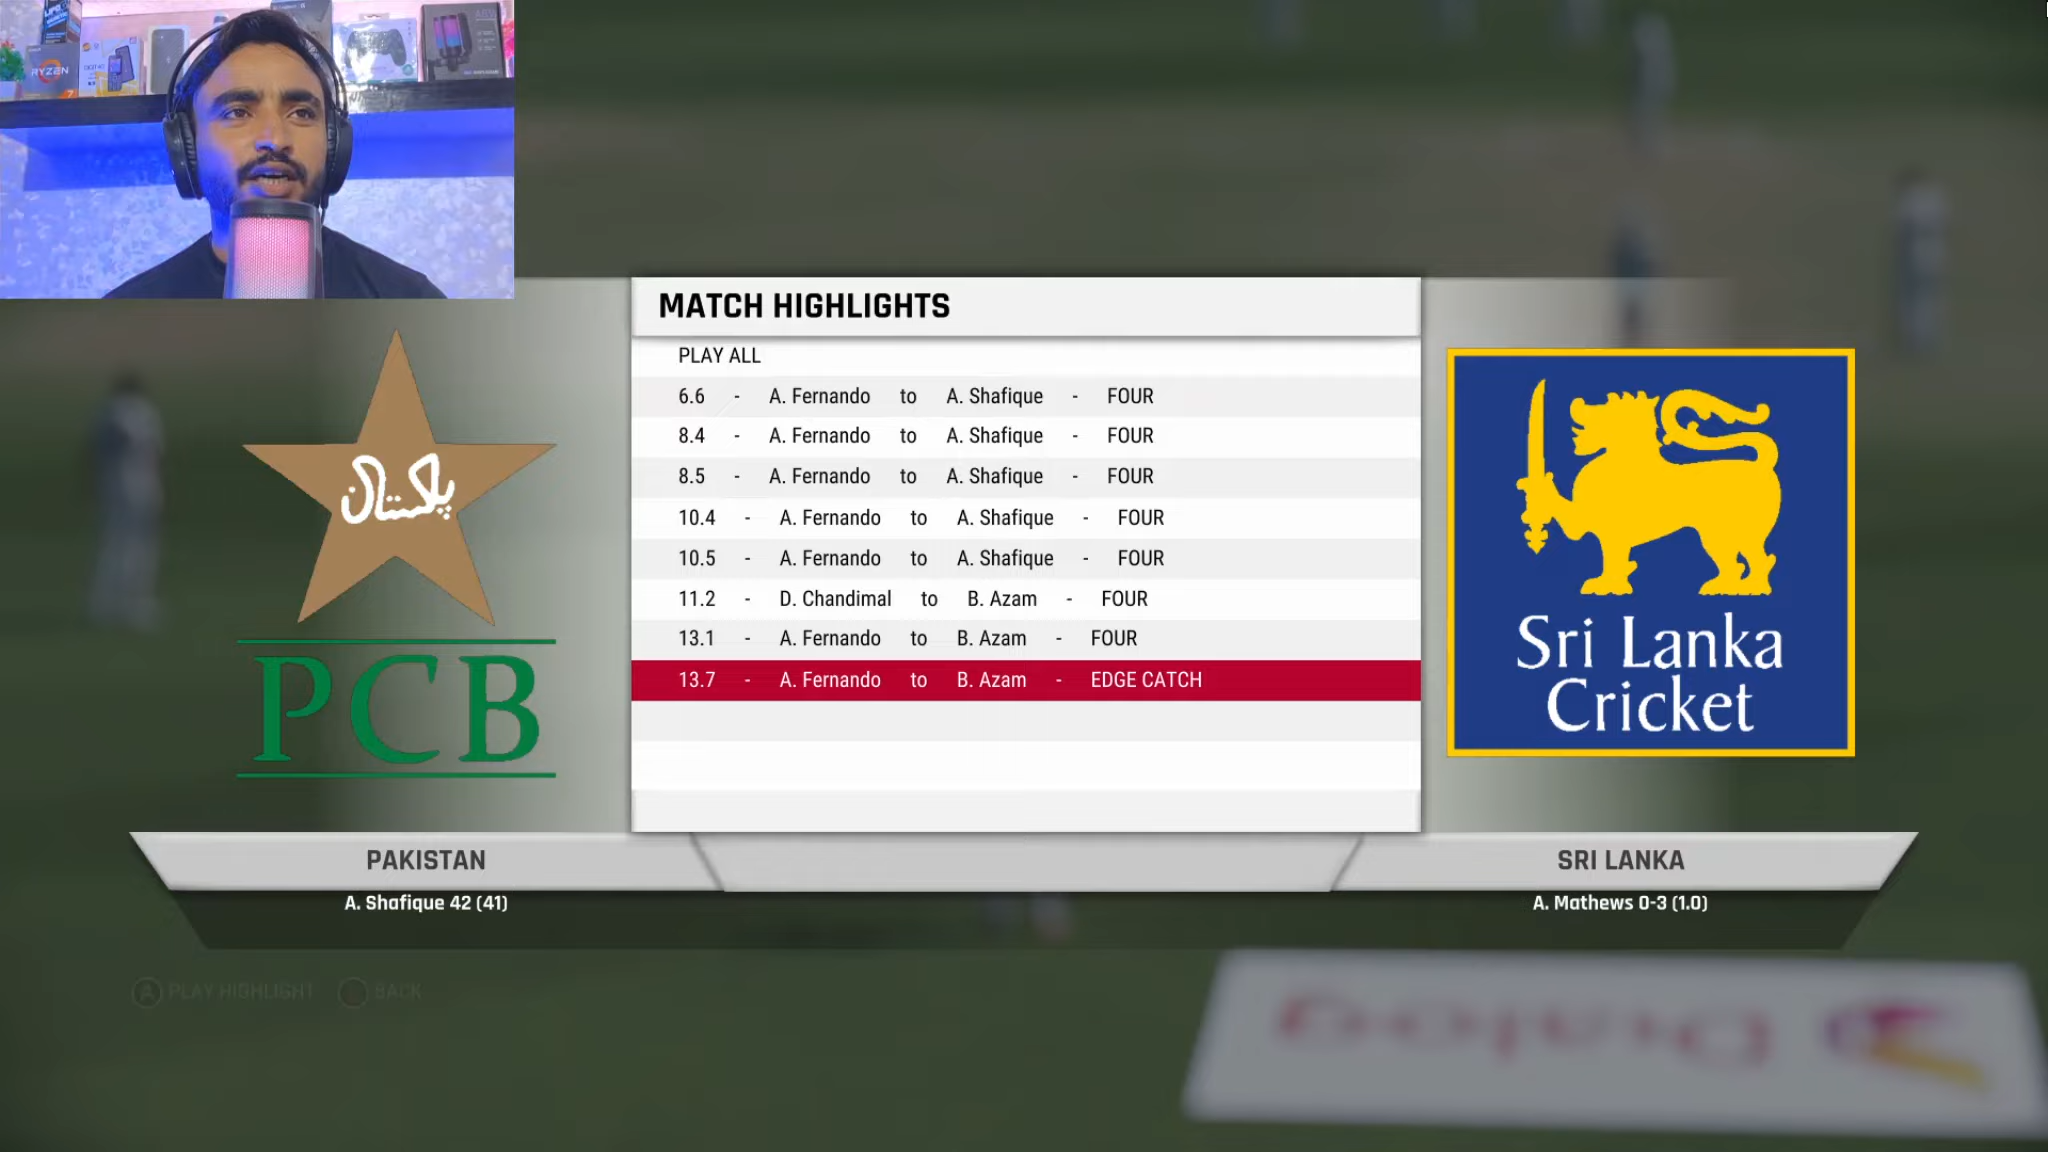 RYZEN
7
MATCH HIGHLIGHTS
PLAY ALL
6.6 - A. Fernando to A. Shafique - FOUR
8.4 - A. Fernando to A. Shafique - FOUR
8.5 - A. Fernando to A. Shafique - FOUR
10.4 - A. Fernando to A. Shafique - FOUR
10.5 - A. Fernando to A. Shafique - FOUR
11.2 - D. Chandimal to B. Azam - FOUR
13.1 - A. Fernando to B. Azam - FOUR
13.7 - A. Fernando to B. Azam - EDGE CATCH
پاکستان
PCB
Sri Lanka
Cricket
PAKISTAN
SRI LANKA
A. Shafique 42 (41)
A. Mathews 0-3 (1.0)
A PLAY HIGHLIGHT BACK
Dialog